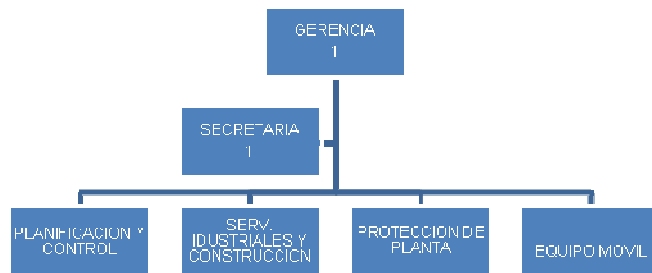 GERENCIA
1
SECRETARIA
1
PLANIFICACION Y
CONTROL
SERV.
IDUSTRIALES Y
CONSTRUCCION
PROTECCION DE
PLANTA
EQUIPO MOVIL